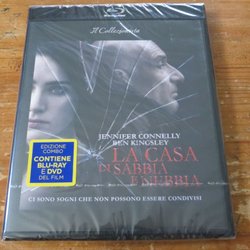 Il Collezionista
JENNIFER CONNELLY
BEN KINGSLEY
LA CASA
DI SABBIA
E NEBBIA
EDIZIONE
COMBO
CONTIENE
BLU-RAY
E DVD
DEL FILM
CI SONO SOGNI CHE NON POSSONO ESSERE CONDIVISI